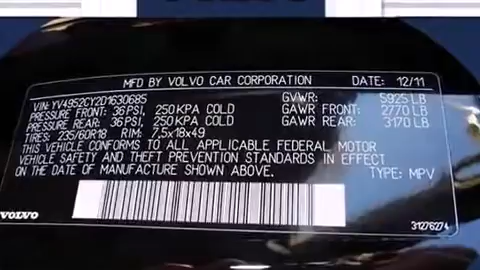 MFD BY VOLVO CAR CORPORATION DATE: 12/11
VIN: YV4952CY2D1630685 GVWR: 5925 LB
PRESSURE FRONT: 36 PSI, 250 KPA COLD GAWR FRONT: 2770 LB
PRESSURE REAR: 36 PSI, 250 KPA COLD GAWR REAR: 3170 LB
TIRES: 235/60R18 RIM: 7,5x18x49
THIS VEHICLE CONFORMS TO ALL APPLICABLE FEDERAL MOTOR
VEHICLE SAFETY AND THEFT PREVENTION STANDARDS IN EFFECT
ON THE DATE OF MANUFACTURE SHOWN ABOVE. TYPE: MPV
VOLVO 31276274